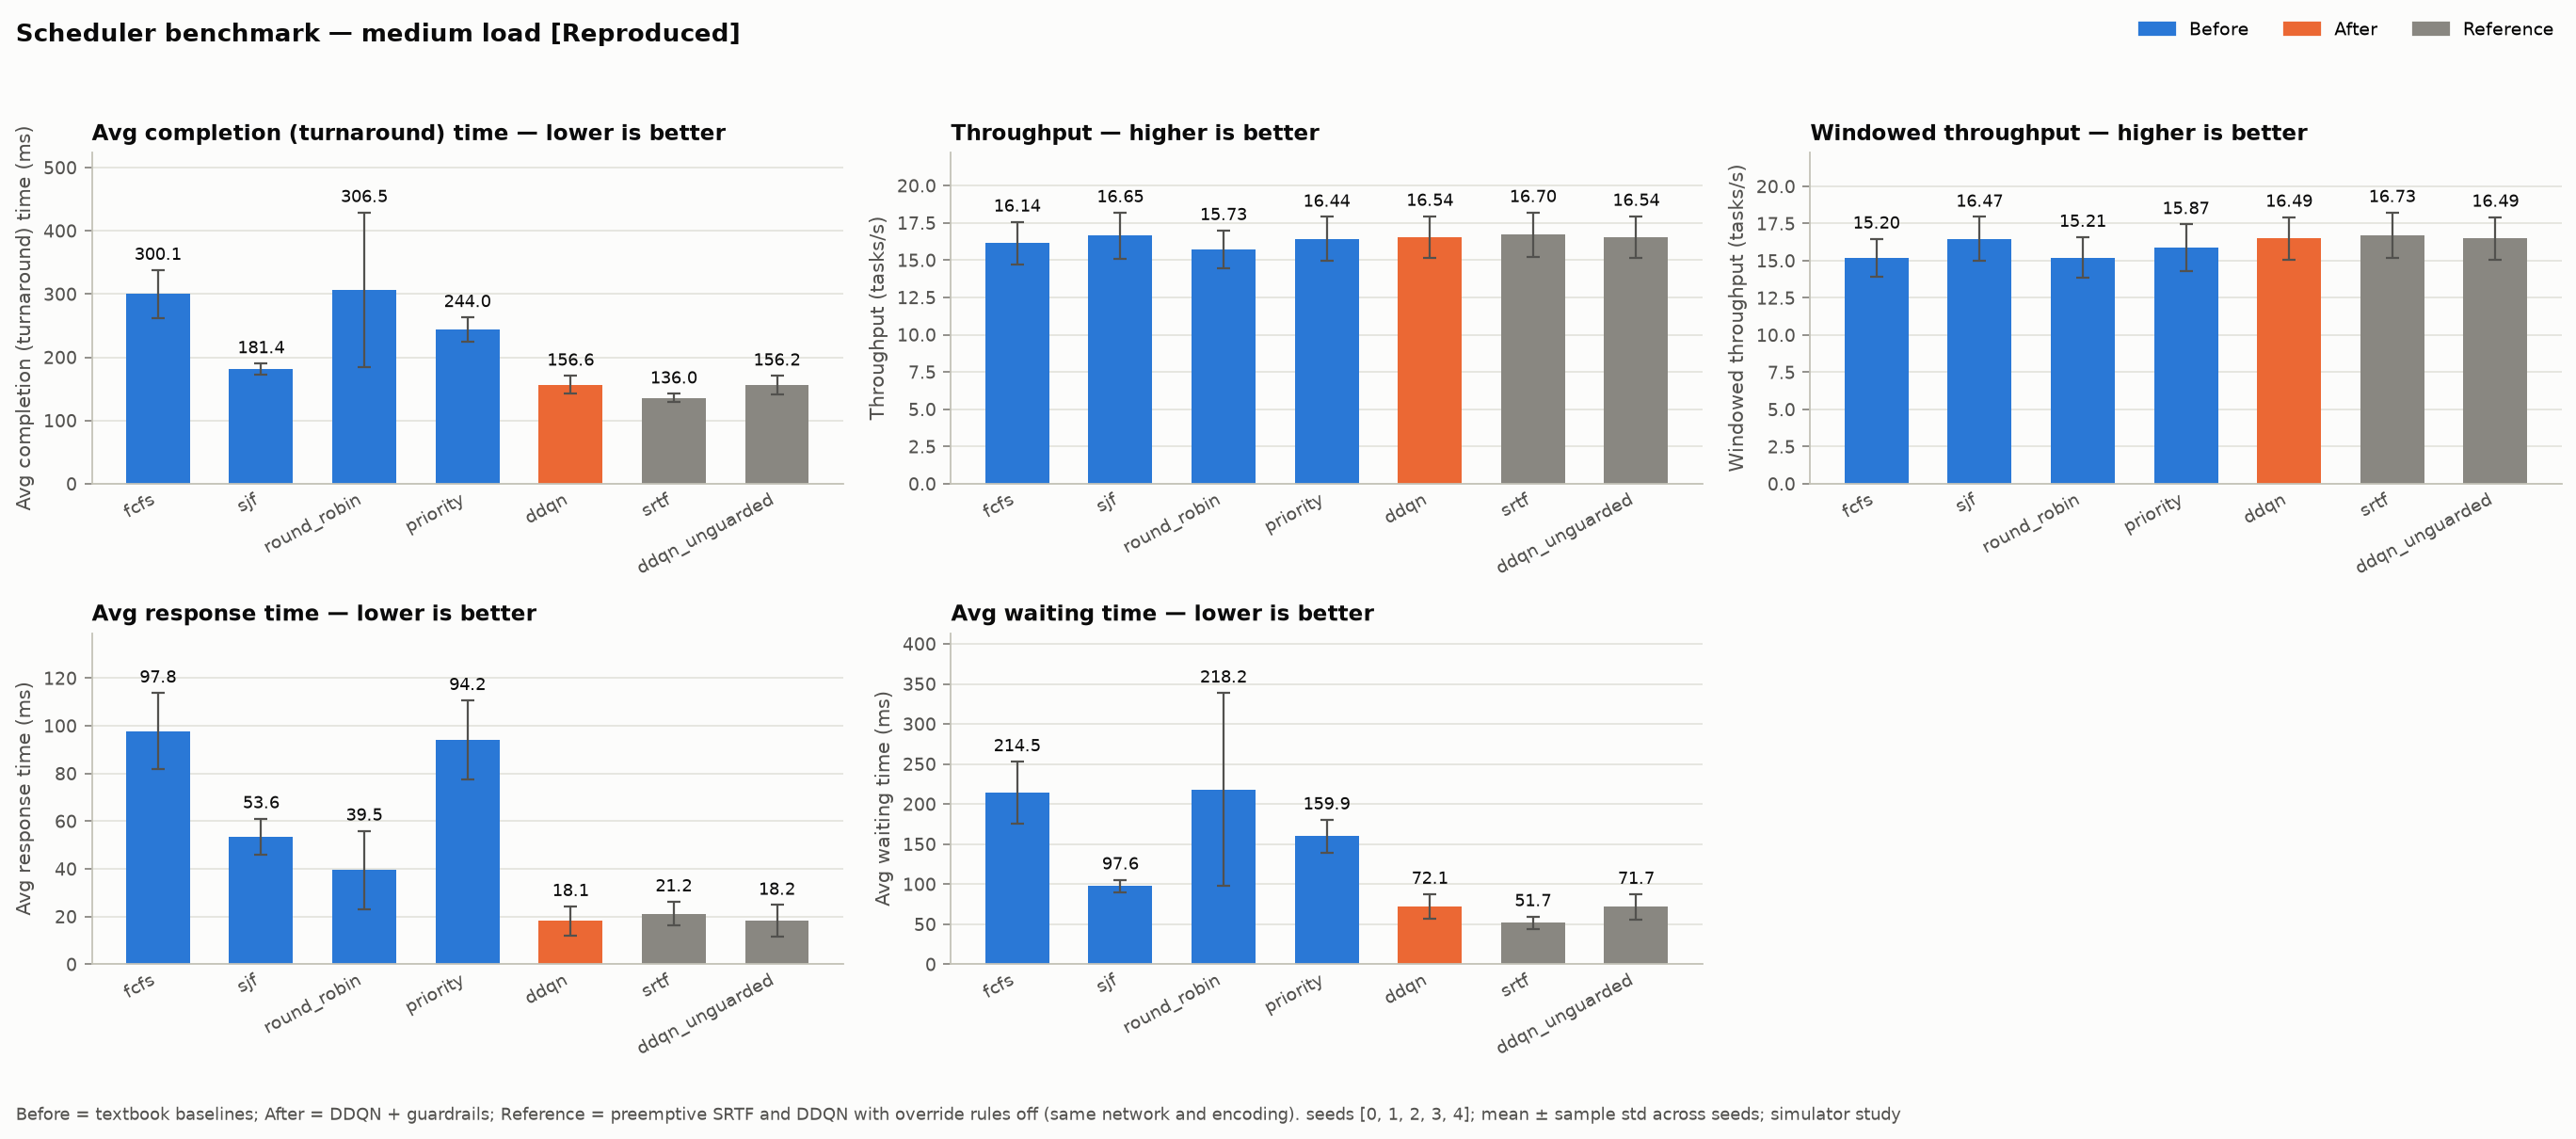 Scheduler benchmark — medium load [Reproduced]
Before
After
Reference
Avg completion (turnaround) time — lower is better
Avg completion (turnaround) time (ms)
500
400
300
200
100
0
300.1
181.4
306.5
244.0
156.6
136.0
156.2
fcfs
sjf
round_robin
priority
ddqn
srtf
ddqn_unguarded
Throughput — higher is better
Throughput (tasks/s)
20.0
17.5
15.0
12.5
10.0
7.5
5.0
2.5
0.0
16.14
16.65
15.73
16.44
16.54
16.70
16.54
fcfs
sjf
round_robin
priority
ddqn
srtf
ddqn_unguarded
Windowed throughput — higher is better
Windowed throughput (tasks/s)
20.0
17.5
15.0
12.5
10.0
7.5
5.0
2.5
0.0
15.20
16.47
15.21
15.87
16.49
16.73
16.49
fcfs
sjf
round_robin
priority
ddqn
srtf
ddqn_unguarded
Avg response time — lower is better
Avg response time (ms)
120
100
80
60
40
20
0
97.8
53.6
39.5
94.2
18.1
21.2
18.2
fcfs
sjf
round_robin
priority
ddqn
srtf
ddqn_unguarded
Avg waiting time — lower is better
Avg waiting time (ms)
400
350
300
250
200
150
100
50
0
214.5
97.6
218.2
159.9
72.1
51.7
71.7
fcfs
sjf
round_robin
priority
ddqn
srtf
ddqn_unguarded
Before = textbook baselines; After = DDQN + guardrails; Reference = preemptive SRTF and DDQN with override rules off (same network and encoding). seeds [0, 1, 2, 3, 4]; mean ± sample std across seeds; simulator study